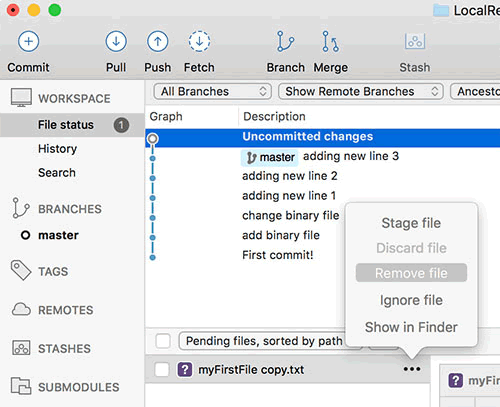 LocalRe
Commit
Pull
Push
Fetch
Branch
Merge
Stash
WORKSPACE
File status 1
History
Search
BRANCHES
master
TAGS
REMOTES
STASHES
SUBMODULES
All Branches
Show Remote Branches
Ancesto
Graph
Description
Uncommitted changes
master adding new line 3
adding new line 2
adding new line 1
change binary file
add binary file
First commit!
Stage file
Discard file
Remove file
Ignore file
Show in Finder
Pending files, sorted by path
? myFirstFile copy.txt •••
? myFirs